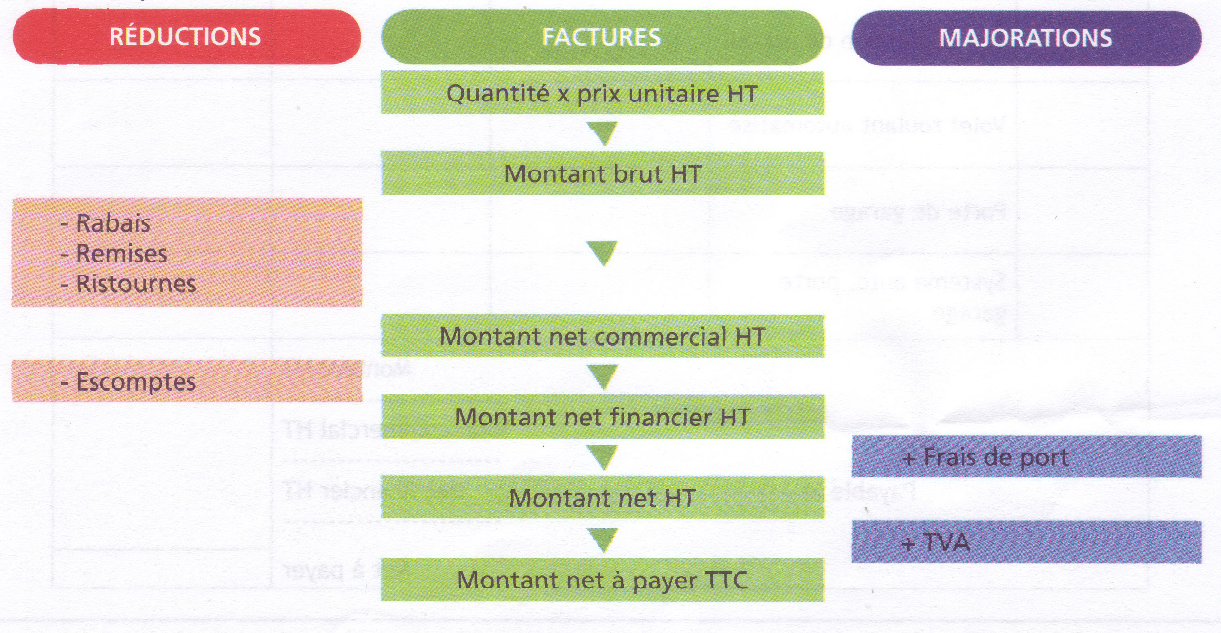 RÉDUCTIONS
FACTURES
MAJORATIONS
Quantité x prix unitaire HT
Montant brut HT
- Rabais
- Remises
- Ristournes
Montant net commercial HT
- Escomptes
Montant net financier HT
+ Frais de port
Montant net HT
+ TVA
Montant net à payer TTC